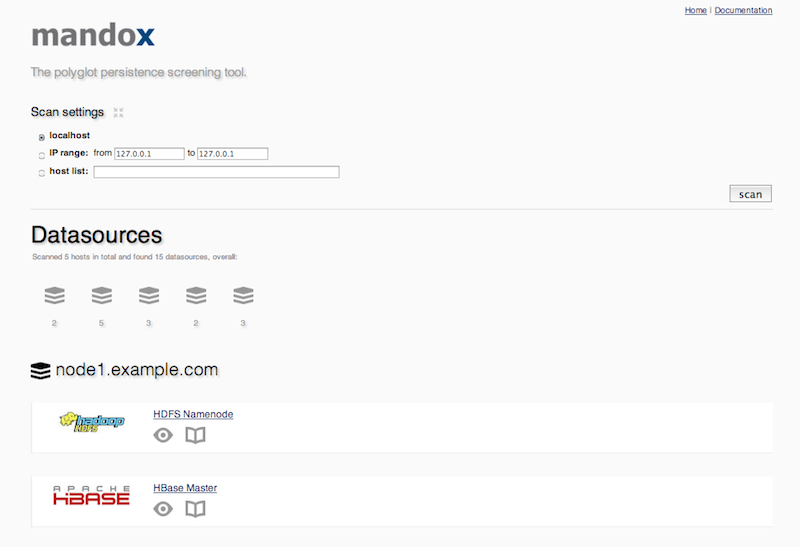 Home | Documentation
mandox
The polyglot persistence screening tool.
Scan settings
localhost
IP range: from 127.0.0.1 to 127.0.0.1
host list:
scan
Datasources
Scanned 5 hosts in total and found 15 datasources, overall:
2 5 3 2 3
node1.example.com
hadoop
HDFS
HDFS Namenode
APACHE
HBASE
HBase Master